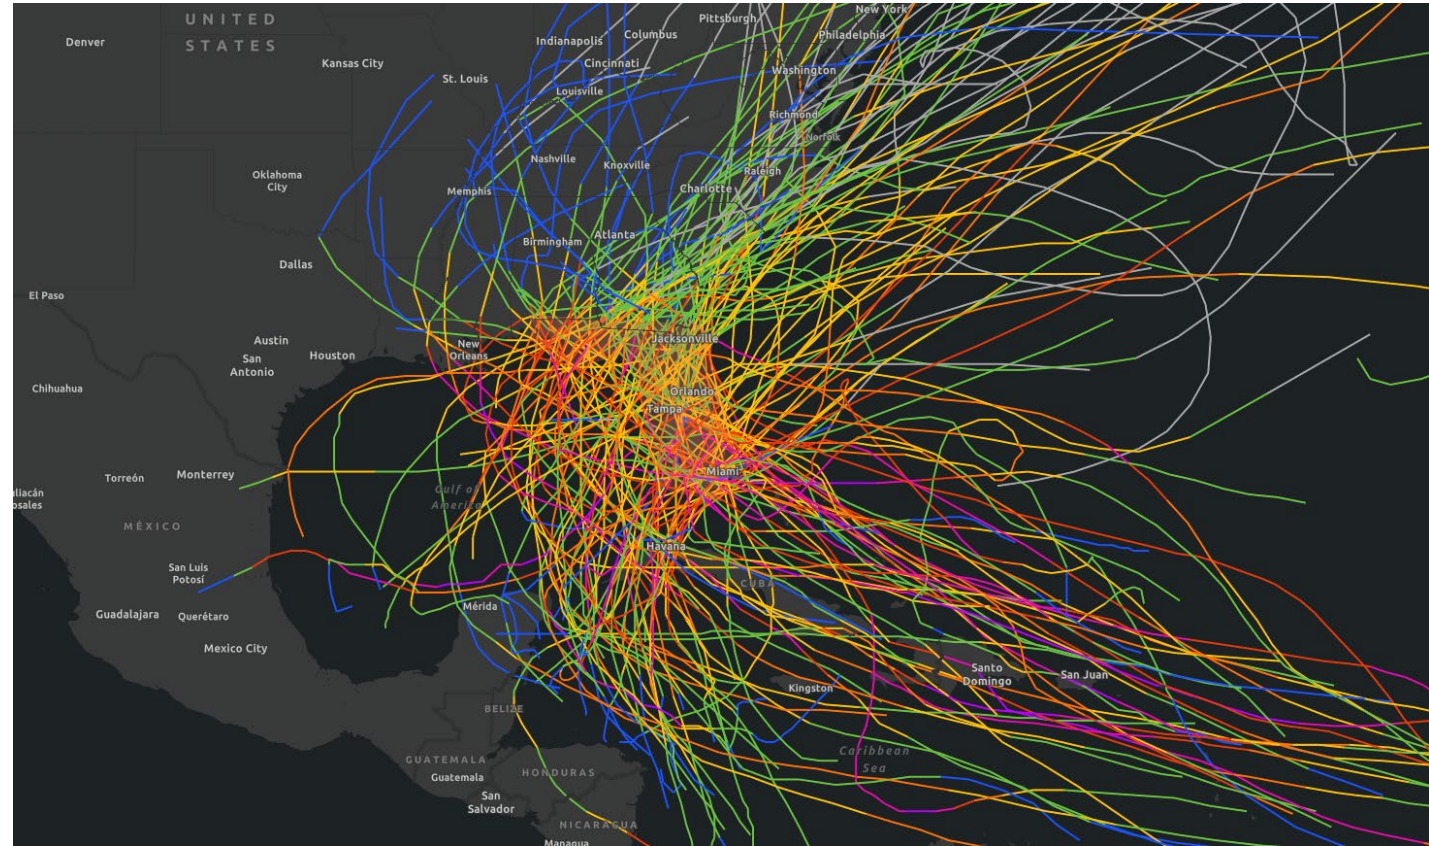 UNITED
STATES
Denver
Kansas City
St. Louis
Indianapolis
Columbus
Pittsburgh
New York
Philadelphia
Cincinnati
Washington
Louisville
Richmond
Norfolk
Nashville
Knoxville
Raleigh
Oklahoma
City
Memphis
Charlotte
Birmingham
Atlanta
Dallas
El Paso
Austin
San
Antonio
Houston
New
Orleans
Jacksonville
Chihuahua
Orlando
Tampa
Torreón
Monterrey
Miami
uliacán
osales
Gulf of
America
MÉXICO
Havana
San Luis
Potosí
CUBA
Guadalajara
Querétaro
Mérida
Mexico City
Santo
Domingo
San Juan
Kingston
BELIZE
Caribbean
Sea
GUATEMALA
Guatemala
HONDURAS
San
Salvador
NICARAGUA
Managua